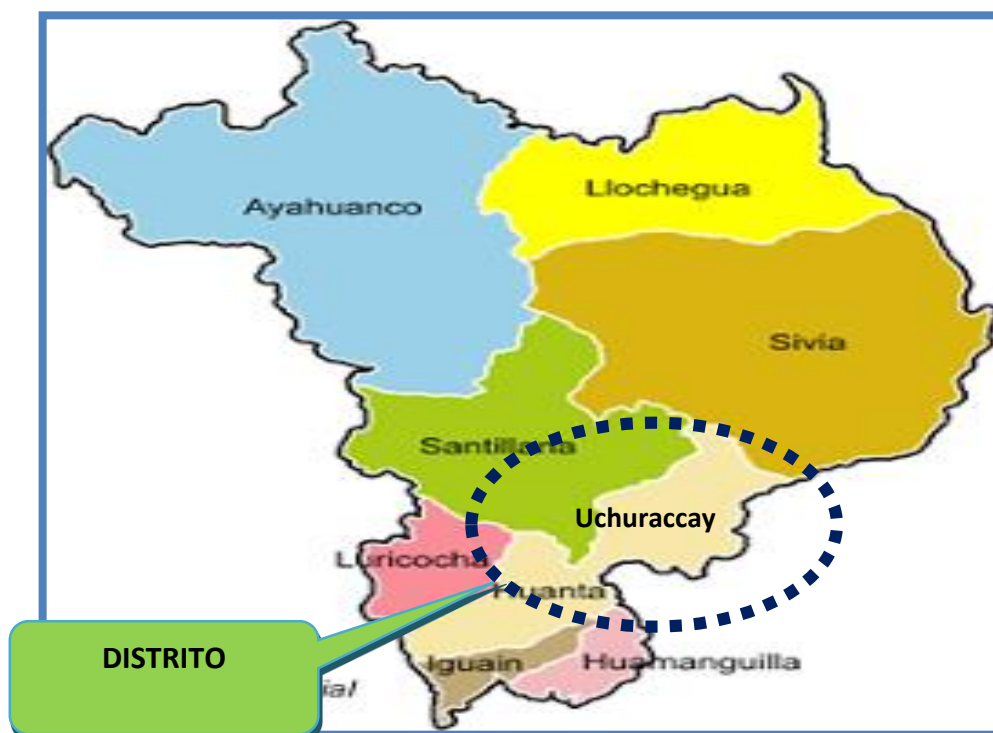 Llochegua
Ayahuanco
Sivia
Santillana
Uchuraccay
Luricocha
Huanta
DISTRITO
Iguain
Huamanguilla